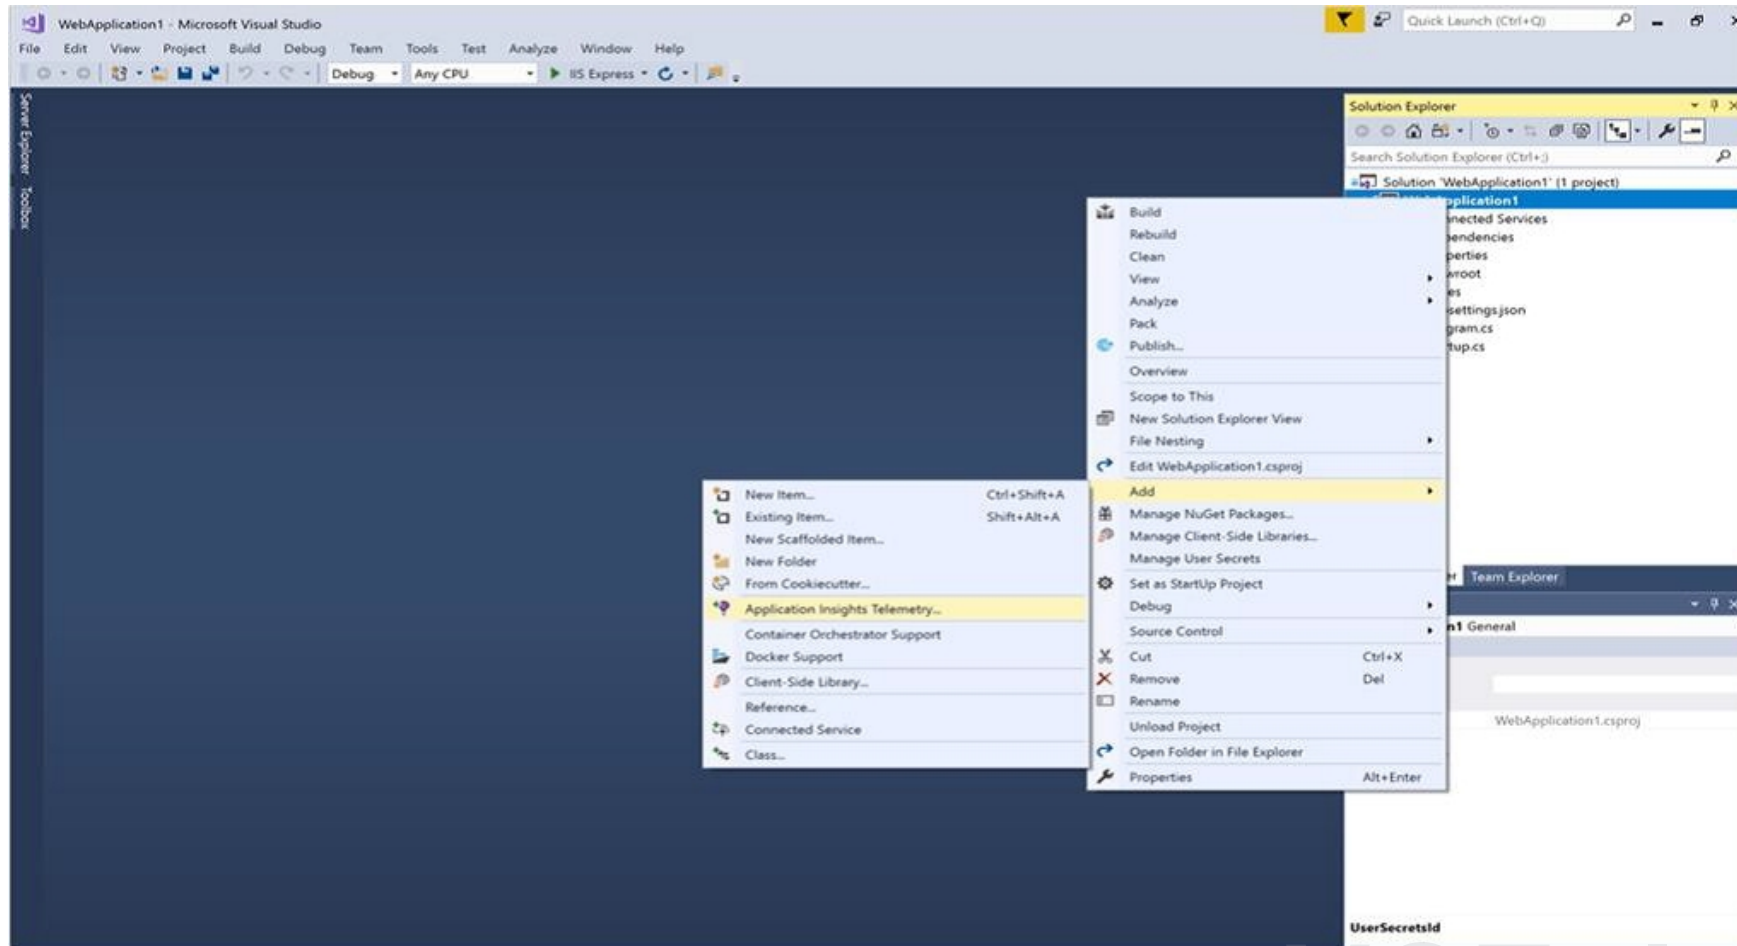 WebApplication1 - Microsoft Visual Studio
Quick Launch (Ctrl+Q)
File Edit View Project Build Debug Team Tools Test Analyze Window Help
Debug Any CPU IIS Express
Server Explorer Toolbox
Solution Explorer
Search Solution Explorer (Ctrl+;)
Solution 'WebApplication1' (1 project)
pplication1
nnected Services
pendencies
perties
wroot
es
settings.json
gram.cs
tup.cs
Build
Rebuild
Clean
View
Analyze
Pack
Publish...
Overview
Scope to This
New Solution Explorer View
File Nesting
Edit WebApplication1.csproj
Add
Manage NuGet Packages...
Manage Client-Side Libraries...
Manage User Secrets
Set as StartUp Project
Debug
Source Control
Cut Ctrl+X
Remove Del
Rename
Unload Project
Open Folder in File Explorer
Properties Alt+Enter
New Item... Ctrl+Shift+A
Existing Item... Shift+Alt+A
New Scaffolded Item...
New Folder
From Cookiecutter...
Application Insights Telemetry...
Container Orchestrator Support
Docker Support
Client-Side Library...
Reference...
Connected Service
Class...
r Team Explorer
n1 General
WebApplication1.csproj
UserSecretsId